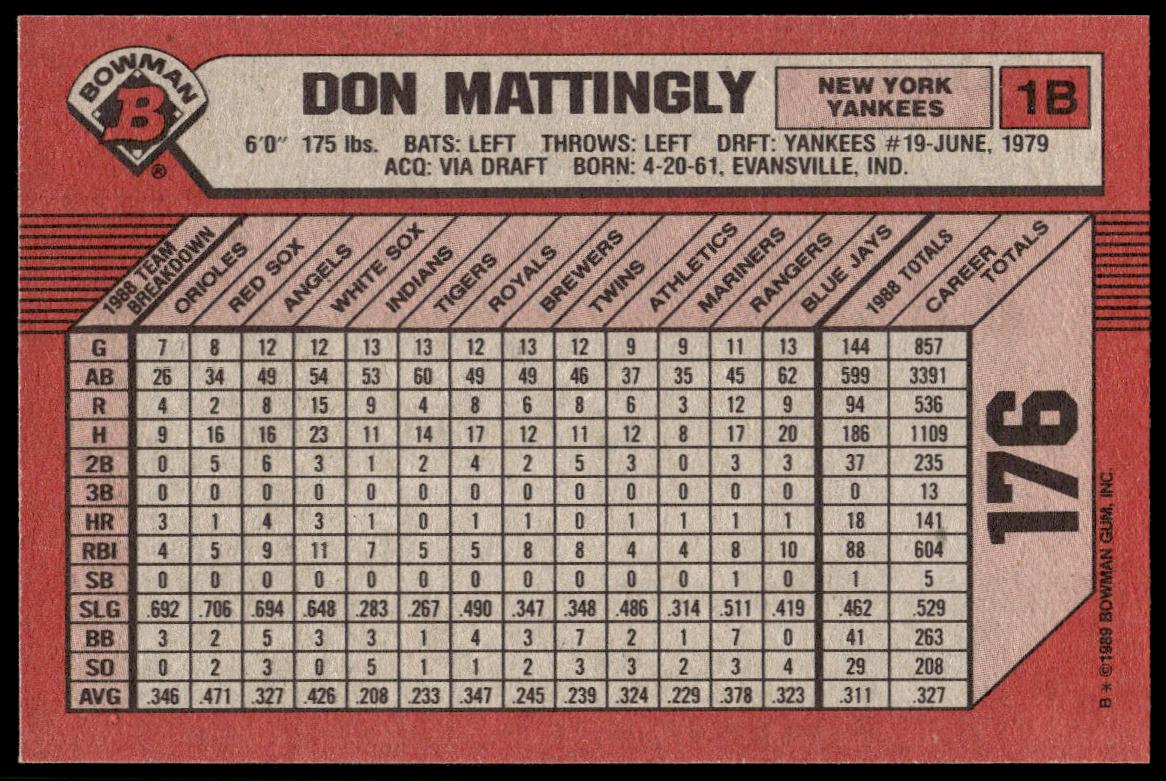 BOWMAN
B
®
DON MATTINGLY
NEW YORK
YANKEES
1B
6'0" 175 lbs. BATS: LEFT THROWS: LEFT DRFT: YANKEES #19-JUNE, 1979
ACQ: VIA DRAFT BORN: 4-20-61, EVANSVILLE, IND.
1988 TEAM
BREAKDOWN
ORIOLES
RED SOX
ANGELS
WHITE SOX
INDIANS
TIGERS
ROYALS
BREWERS
TWINS
ATHLETICS
MARINERS
RANGERS
BLUE JAYS
1988 TOTALS
CAREER
TOTALS
G 7 8 12 12 13 13 12 13 12 9 9 11 13 144 857
AB 26 34 49 54 53 60 49 49 46 37 35 45 62 599 3391
R 4 2 8 15 9 4 8 6 8 6 3 12 9 94 536
H 9 16 16 23 11 14 17 12 11 12 8 17 20 186 1109
2B 0 5 6 3 1 2 4 2 5 3 0 3 3 37 235
3B 0 0 0 0 0 0 0 0 0 0 0 0 0 0 13
HR 3 1 4 3 1 0 1 1 0 1 1 1 1 18 141
RBI 4 5 9 11 7 5 5 8 8 4 4 8 10 88 604
SB 0 0 0 0 0 0 0 0 0 0 0 1 0 1 5
SLG .692 .706 .694 .648 .283 .267 .490 .347 .348 .486 .314 .511 .419 .462 .529
BB 3 2 5 3 3 1 4 3 7 2 1 7 0 41 263
SO 0 2 3 0 5 1 1 2 3 3 2 3 4 29 208
AVG .346 .471 .327 .426 .208 .233 .347 .245 .239 .324 .229 .378 .323 .311 .327
176
B * ©1989 BOWMAN GUM, INC.